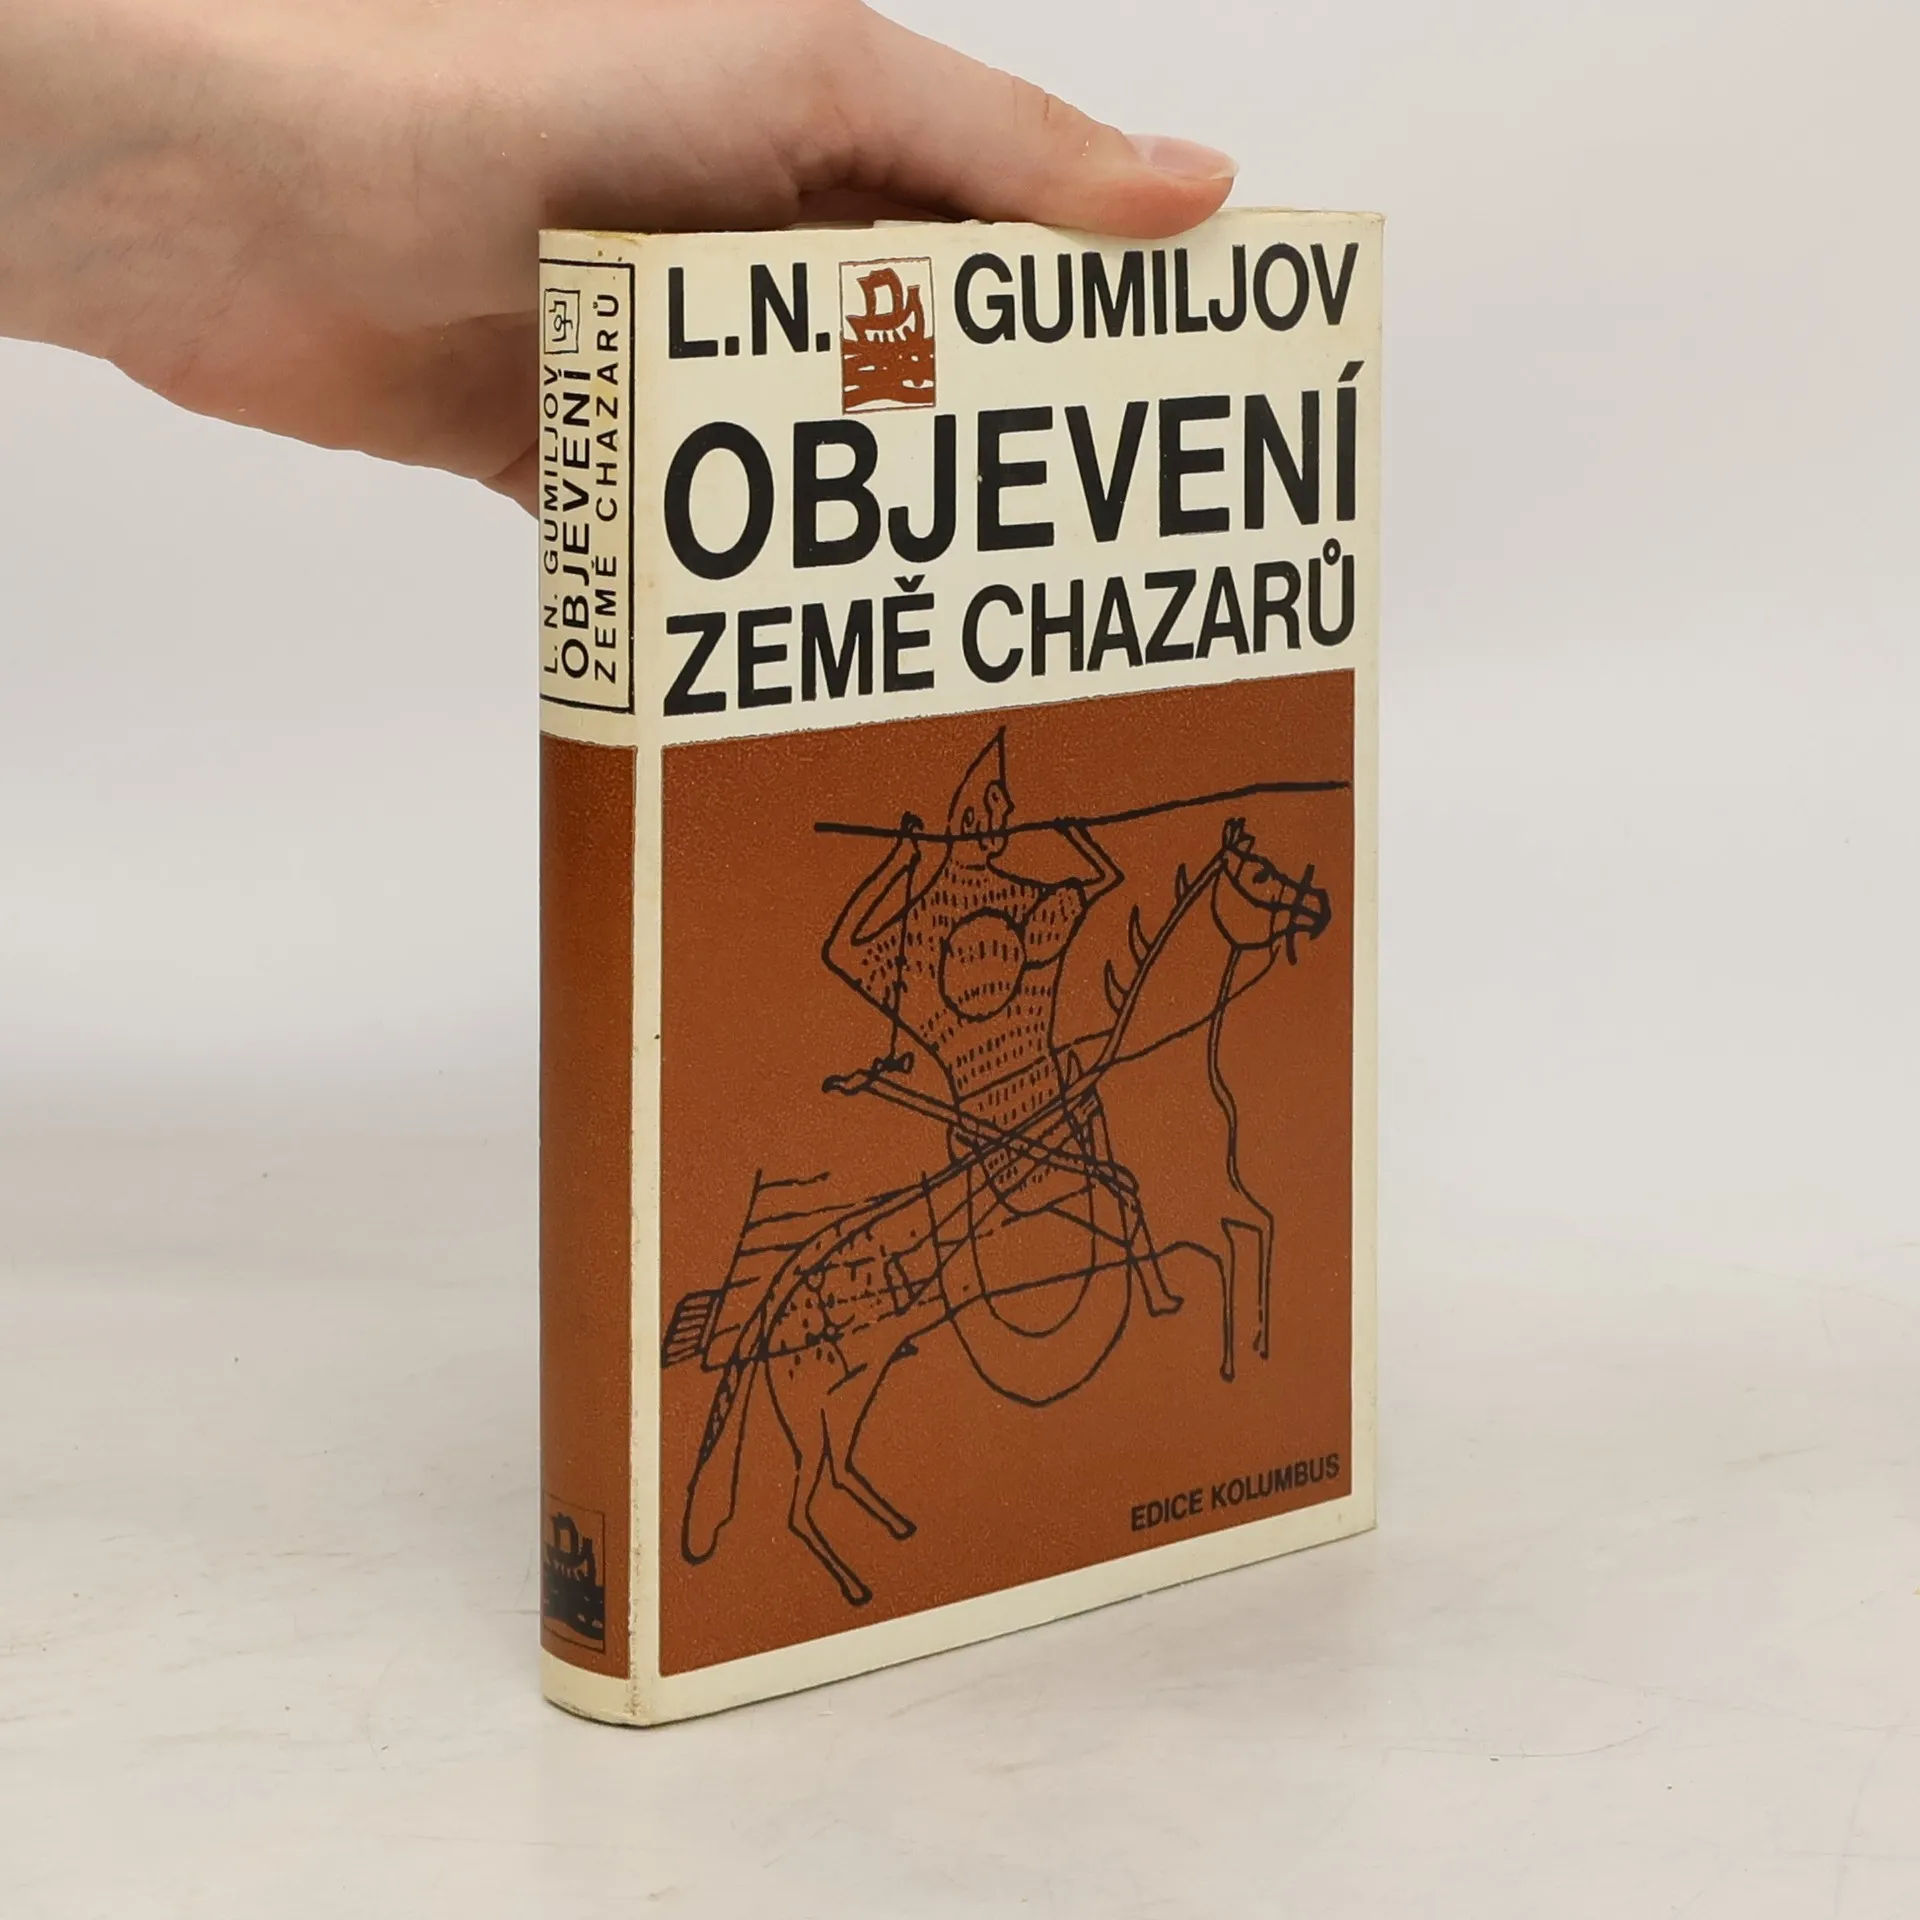 L. N. GUMILJOV
OBJEVENÍ
ZEMĚ CHAZARŮ
L.N. GUMILJOV
OBJEVENÍ
ZEMĚ CHAZARŮ
EDICE KOLUMBUS